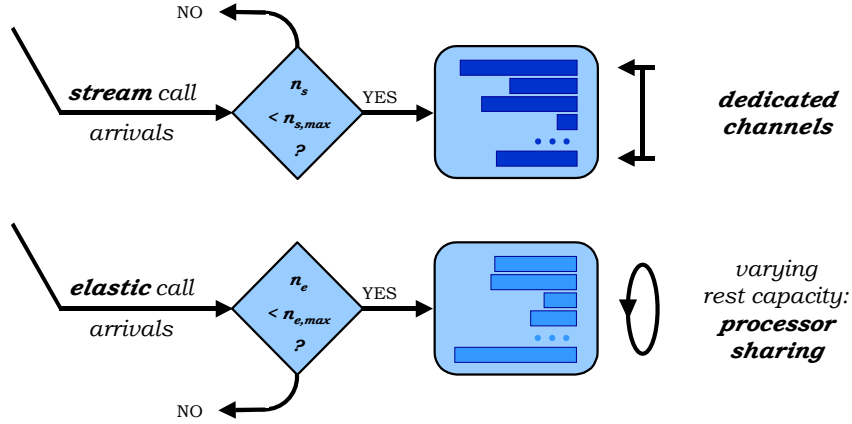 NO
stream call
arrivals
n_s
< n_s,max
?
YES
• • •
dedicated
channels
elastic call
arrivals
n_e
< n_e,max
?
YES
• • •
varying
rest capacity:
processor
sharing
NO